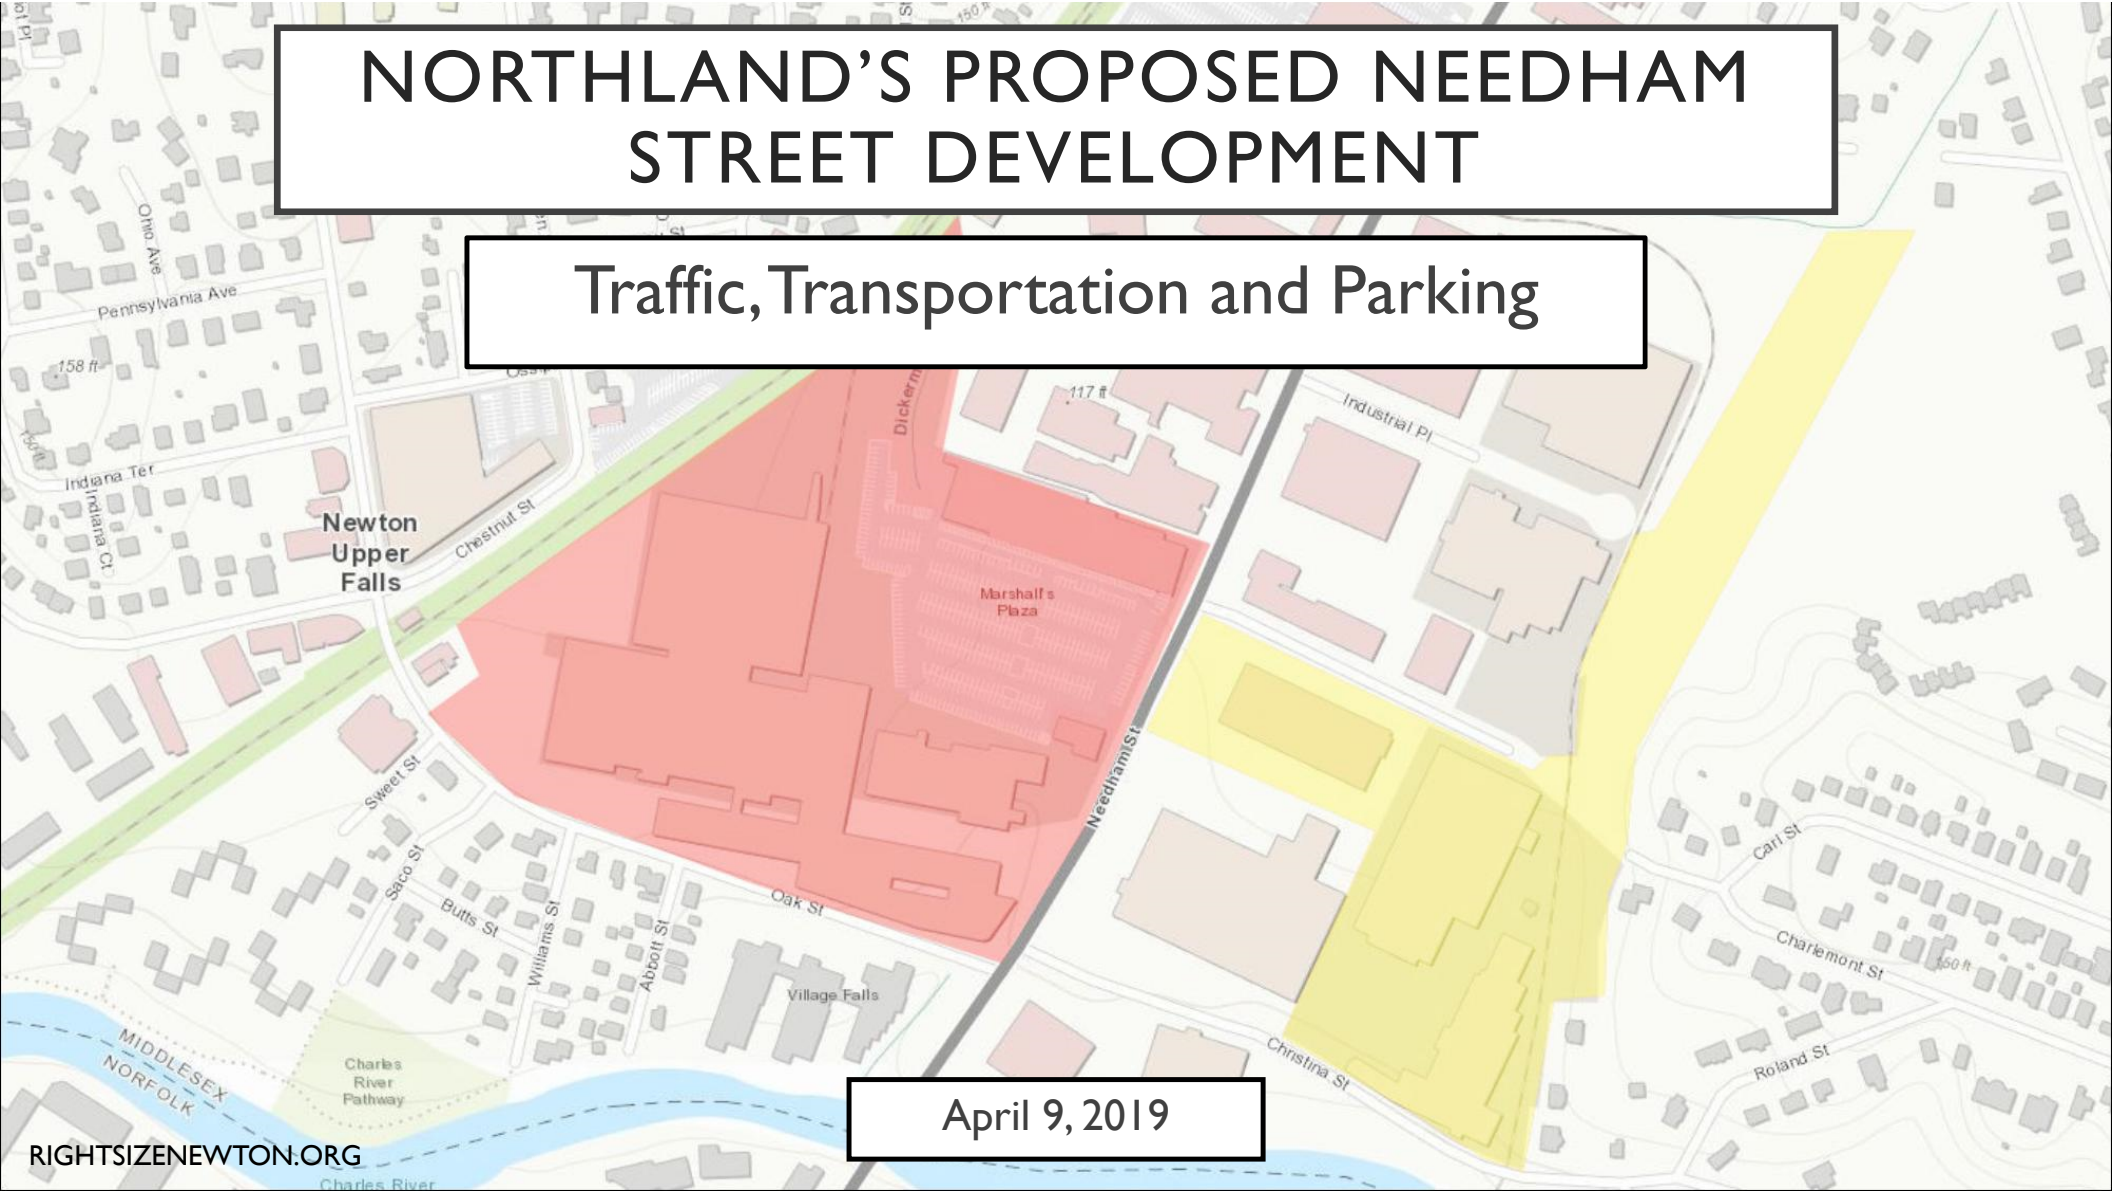 NORTHLAND’S PROPOSED NEEDHAM
STREET DEVELOPMENT
Traffic, Transportation and Parking
150 ft
Ohio Ave
Pennsylvania Ave
158 ft
Dickerm
117 ft
Industrial Pl
Indiana Ter
Indiana Ct
Newton
Upper
Falls
Chestnut St
Marshall's
Plaza
Needham St
Sweet St
Saco St
Butts St
Williams St
Abbott St
Oak St
Village Falls
Carl St
Charlemont St
150 ft
Roland St
Christina St
MIDDLESEX
NORFOLK
Charles
River
Pathway
April 9, 2019
RIGHTSIZENEWTON.ORG
Charles River